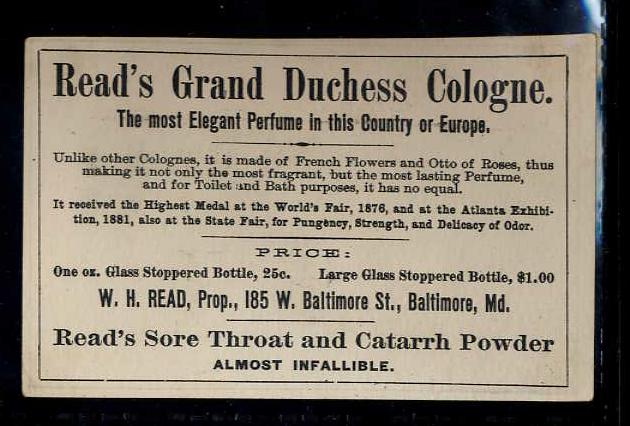 Read's Grand Duchess Cologne.
The most Elegant Perfume in this Country or Europe.
Unlike other Colognes, it is made of French Flowers and Otto of Roses, thus
making it not only the most fragrant, but the most lasting Perfume,
and for Toilet and Bath purposes, it has no equal.
It received the Highest Medal at the World's Fair, 1876, and at the Atlanta Exhibi-
tion, 1881, also at the State Fair, for Pungency, Strength, and Delicacy of Odor.
PRICE:
One oz. Glass Stoppered Bottle, 25c. Large Glass Stoppered Bottle, $1.00
W. H. READ, Prop., 185 W. Baltimore St., Baltimore, Md.
Read's Sore Throat and Catarrh Powder
ALMOST INFALLIBLE.